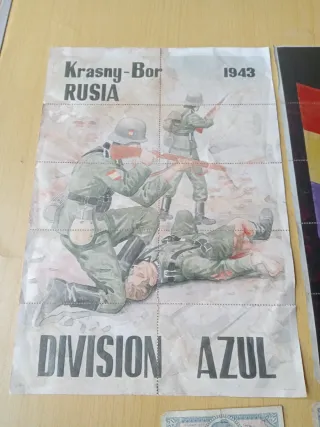 Krasny-Bor 1943
RUSIA
DIVISION AZUL